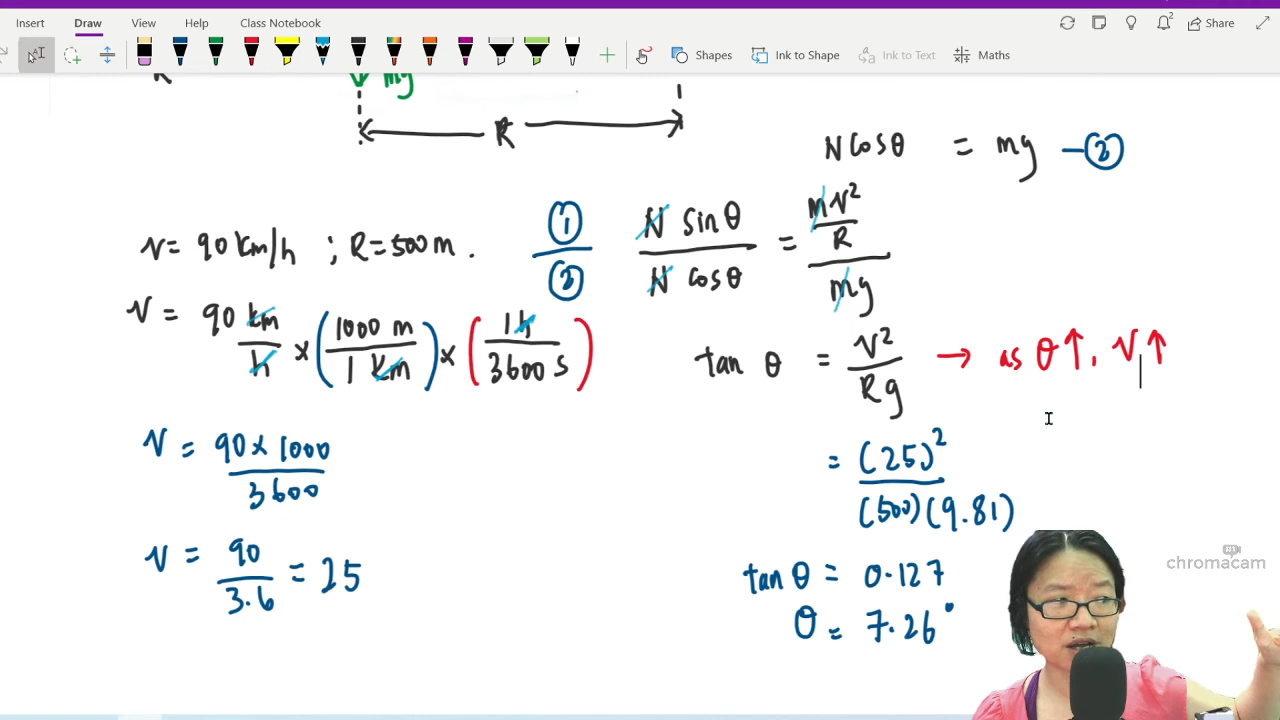 Insert Draw View Help Class Notebook
2 Share
Shapes Ink to Shape Ink to Text Maths
R mg
R
N cos θ = mg — ②
v = 90 km/h ; R = 500 m .
① / ② N sin θ / N cos θ = (mv² / R) / mg
v = 90 km / h × (1000 m / 1 km) × (1 h / 3600 s)
tan θ = v² / Rg → as θ ↑, v ↑
v = 90 × 1000 / 3600
= (25)² / (500)(9.81)
v = 90 / 3.6 = 25
tan θ = 0.127
θ = 7.26°
chromacam